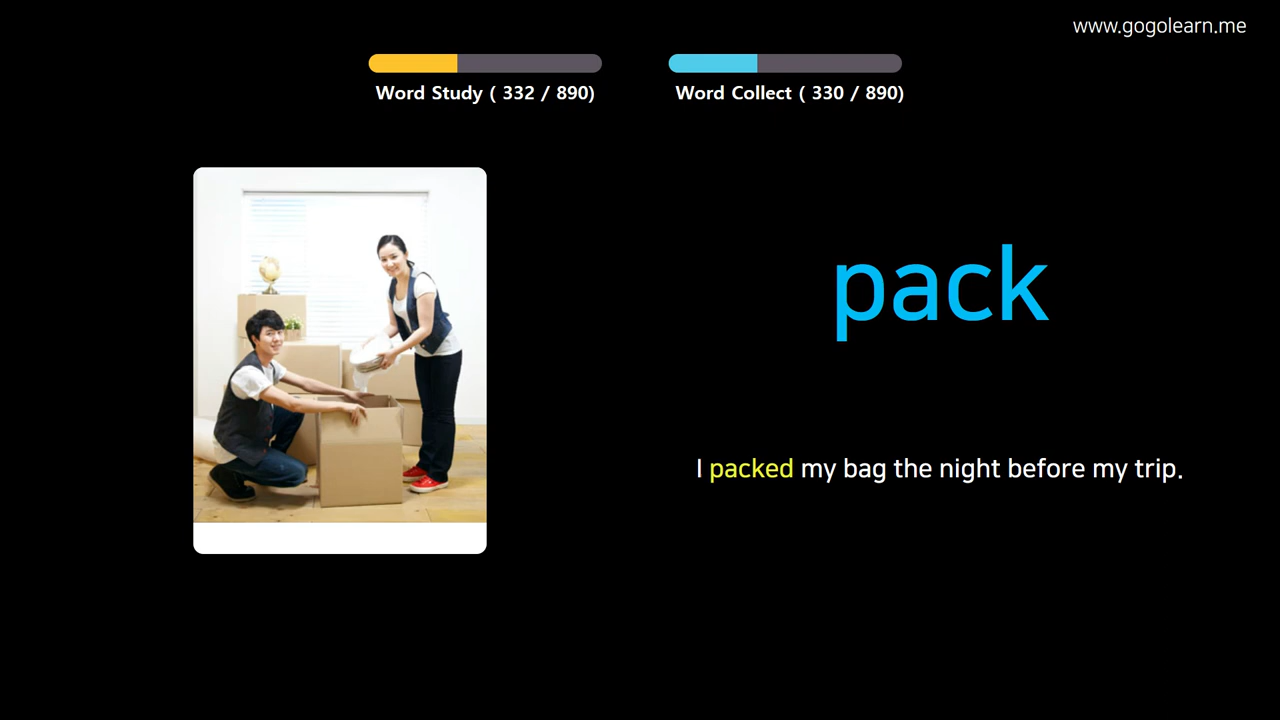 www.gogolearn.me
Word Study ( 332 / 890)
Word Collect ( 330 / 890)
pack
I packed my bag the night before my trip.